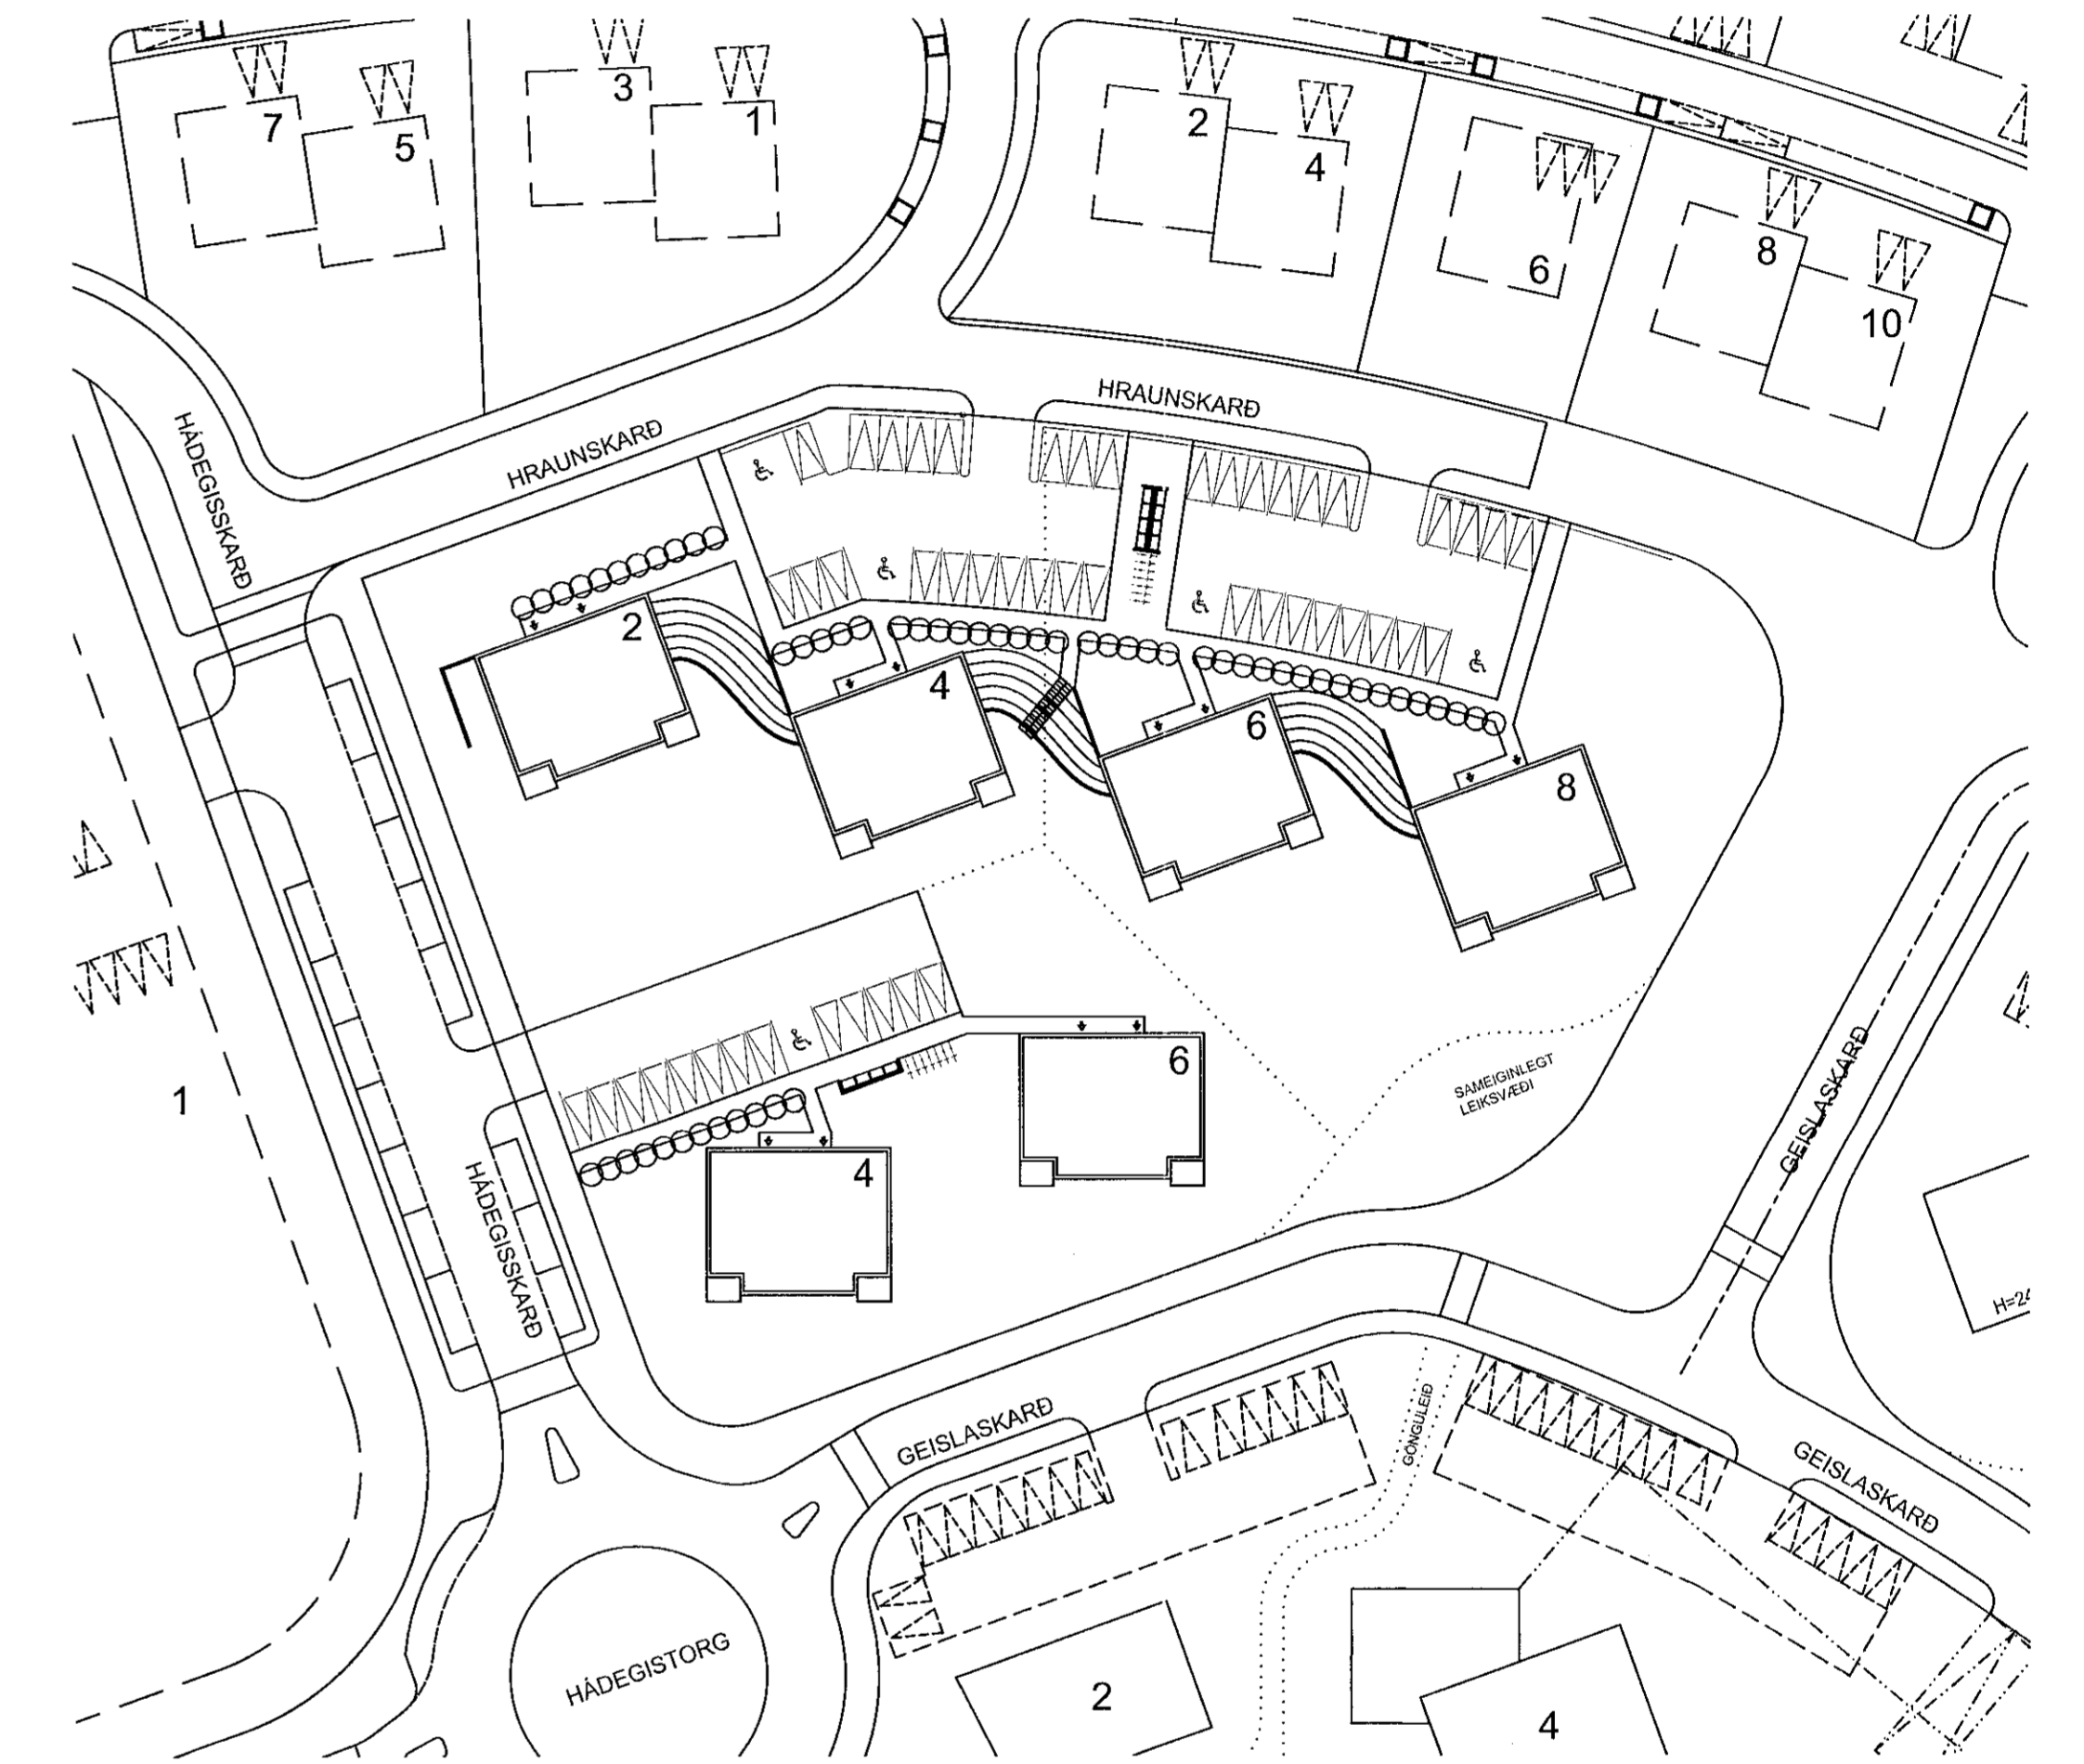 3
7
5
1
2
4
6
8
10
HRAUNSKARÐ
HRAUNSKARÐ
HÁDEGISSKARÐ
2
4
6
8
1
6
4
SAMEIGINLEGT
LEIKSVÆÐI
GEISLASKARÐ
HÁDEGISSKARÐ
GEISLASKARÐ
GÖNGULEIÐ
GEISLASKARÐ
HÁDEGISTORG
2
4